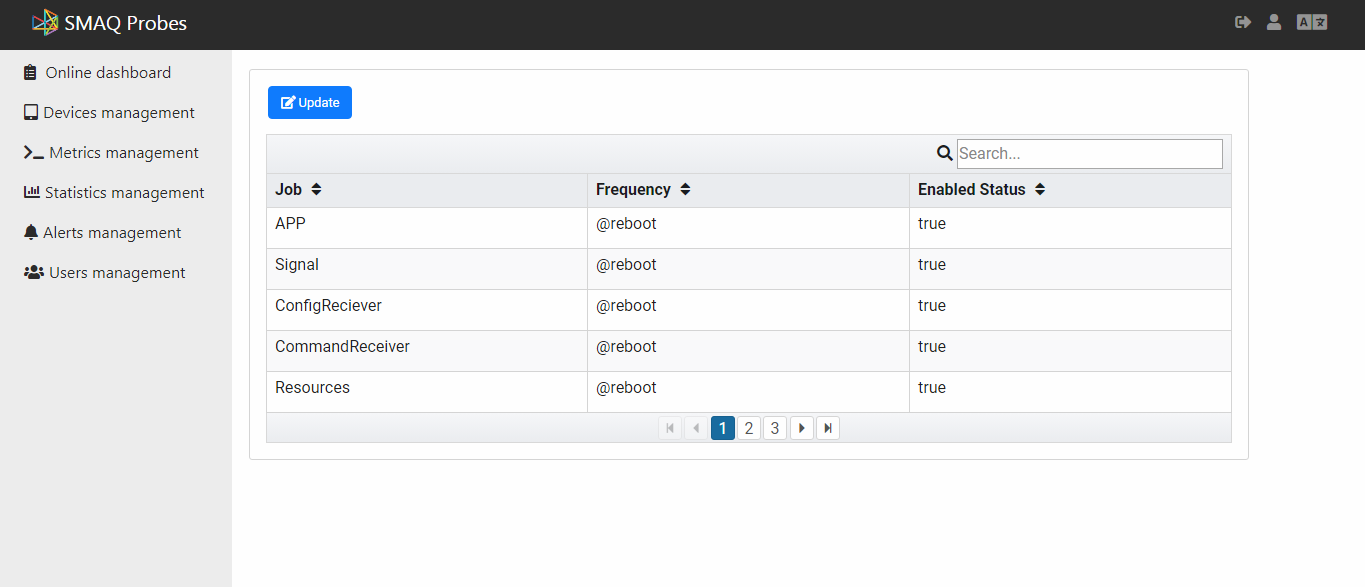 SMAQ Probes
Online dashboard
Devices management
Metrics management
Statistics management
Alerts management
Users management
Update
Search...
Job Frequency Enabled Status
APP @reboot true
Signal @reboot true
ConfigReciever @reboot true
CommandReceiver @reboot true
Resources @reboot true
1 2 3